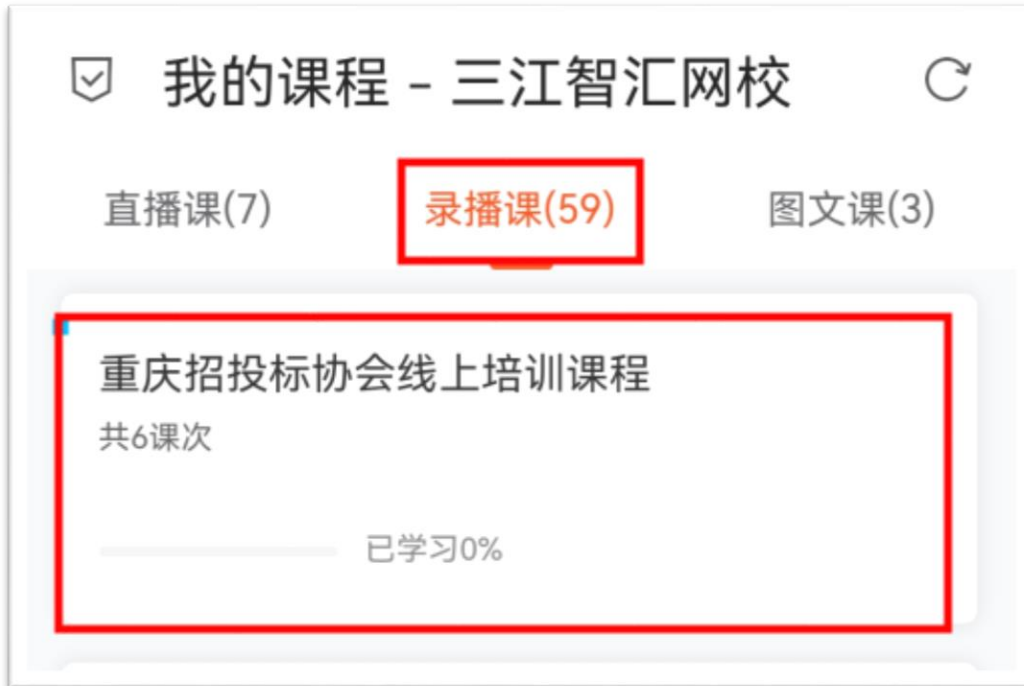 我的课程 - 三江智汇网校
直播课(7) 录播课(59) 图文课(3)
重庆招投标协会线上培训课程
共6课次
已学习0%